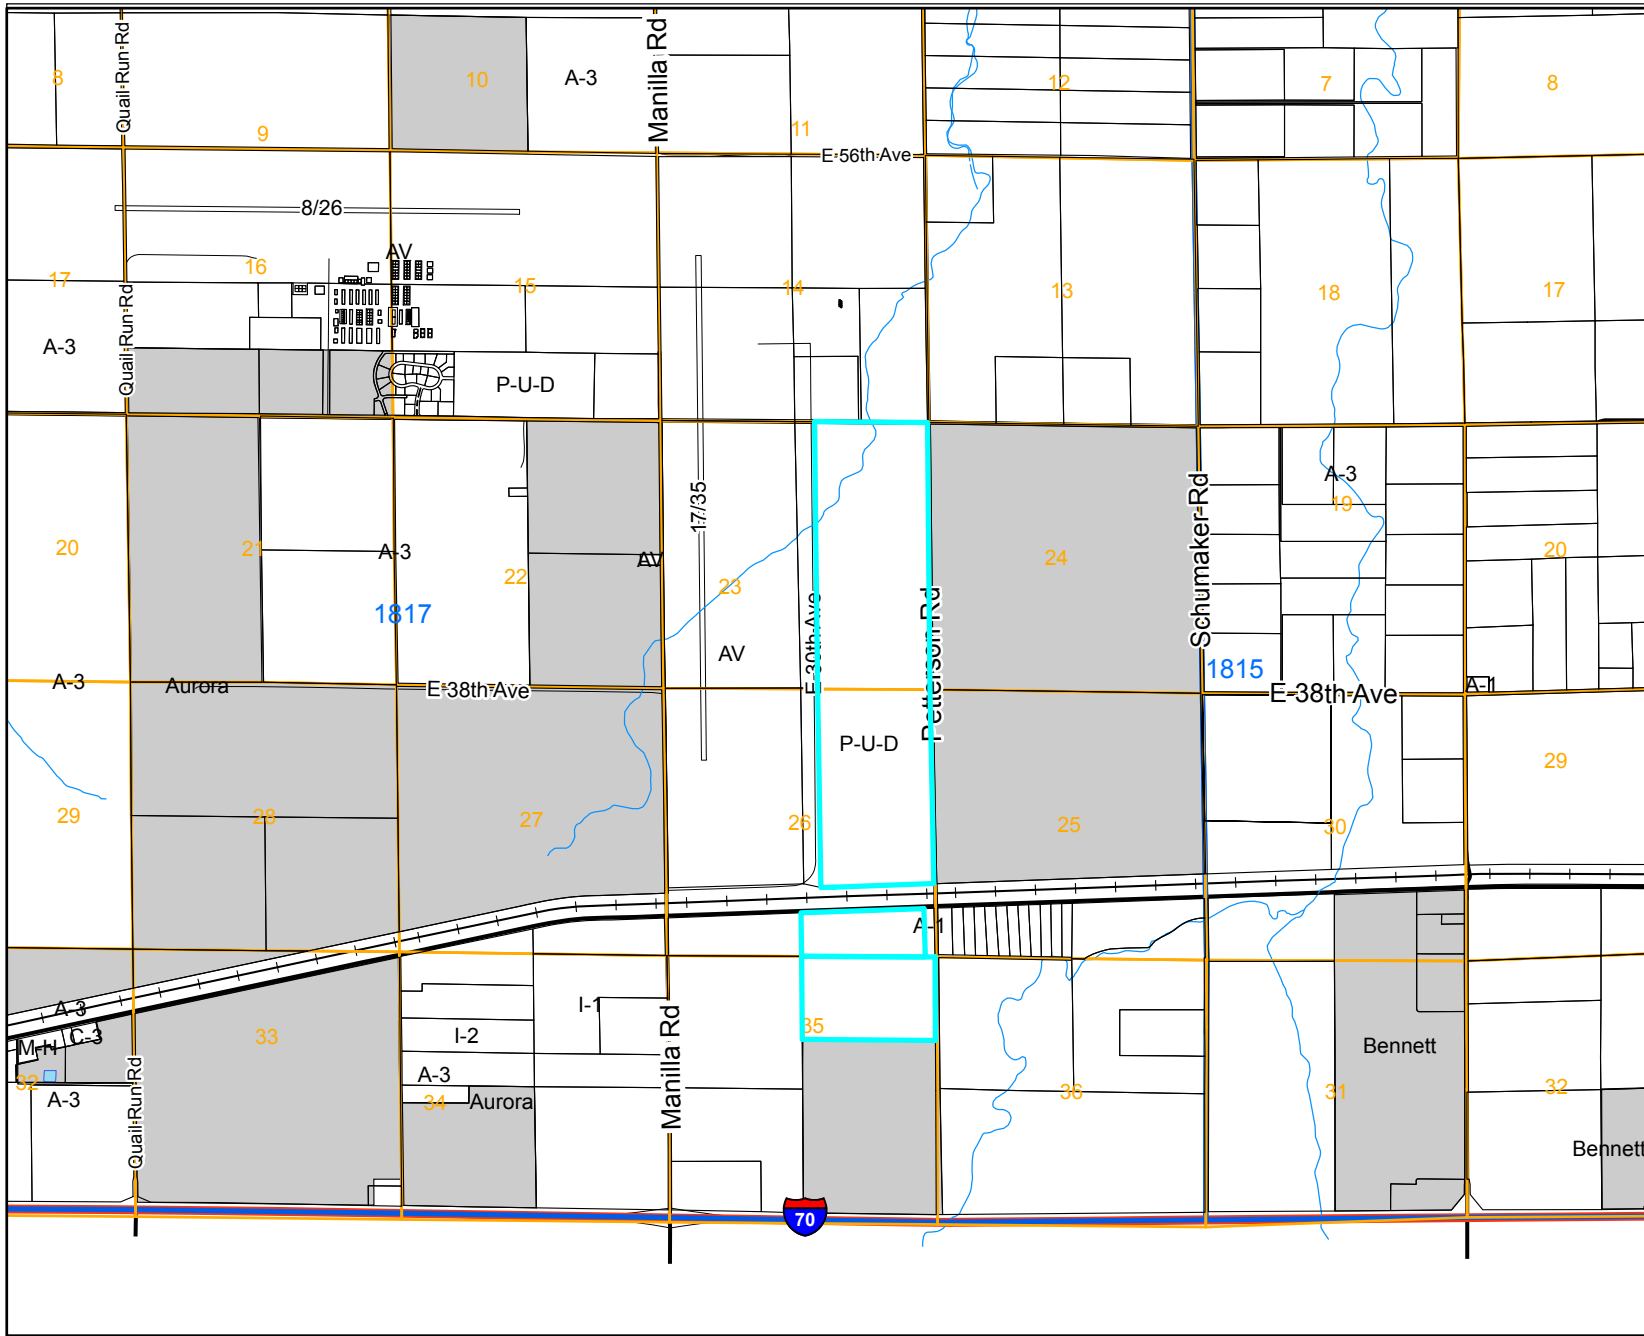 Quail Run Rd
Manilla Rd
8
9
10
A-3
11
12
7
8
E 56th Ave
8/26
AV
17
16
15
14
13
18
17
Quail Run Rd
A-3
P-U-D
17/35
Schumaker Rd
A-3
19
20
21
A-3
22
AV
23
24
20
E 30th Ave
Petterson Rd
1817
AV
1815
A-3
Aurora
E 38th Ave
E 38th Ave
A-1
P-U-D
29
29
28
27
26
25
30
A-1
A-3
I-1
M-H
C-3
33
I-2
Manilla Rd
35
Bennett
32
A-3
A-3
34
Aurora
36
31
32
Quail Run Rd
Bennett
70